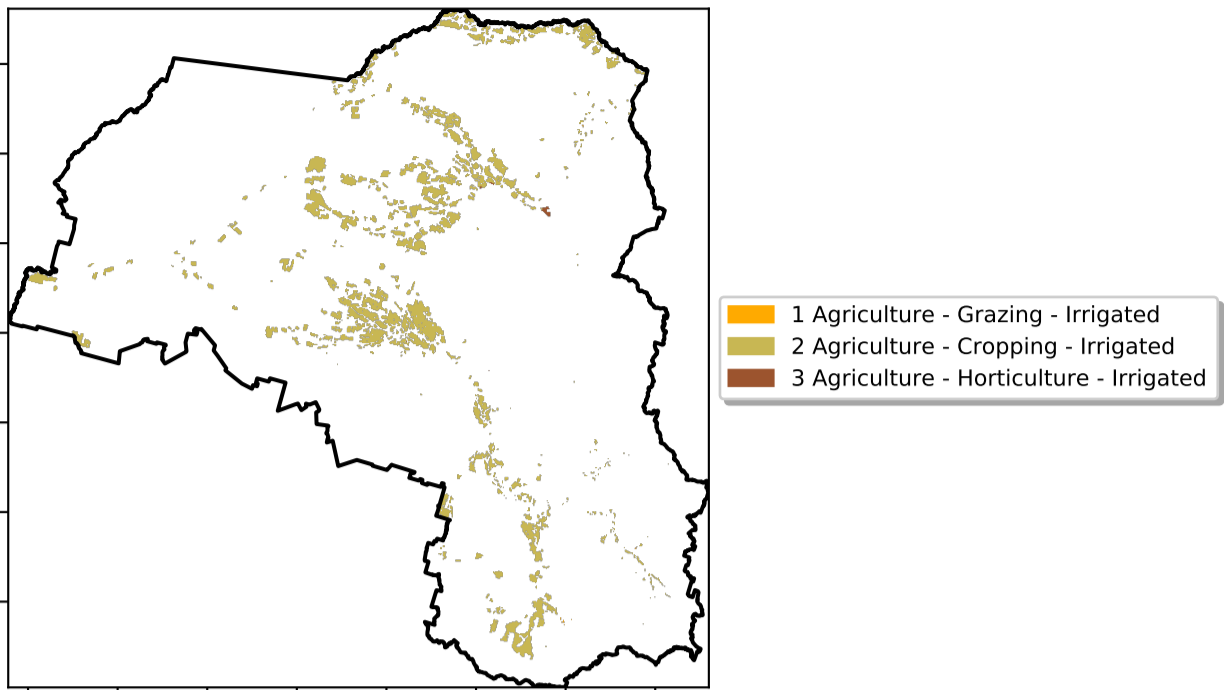 1 Agriculture - Grazing - Irrigated
2 Agriculture - Cropping - Irrigated
3 Agriculture - Horticulture - Irrigated